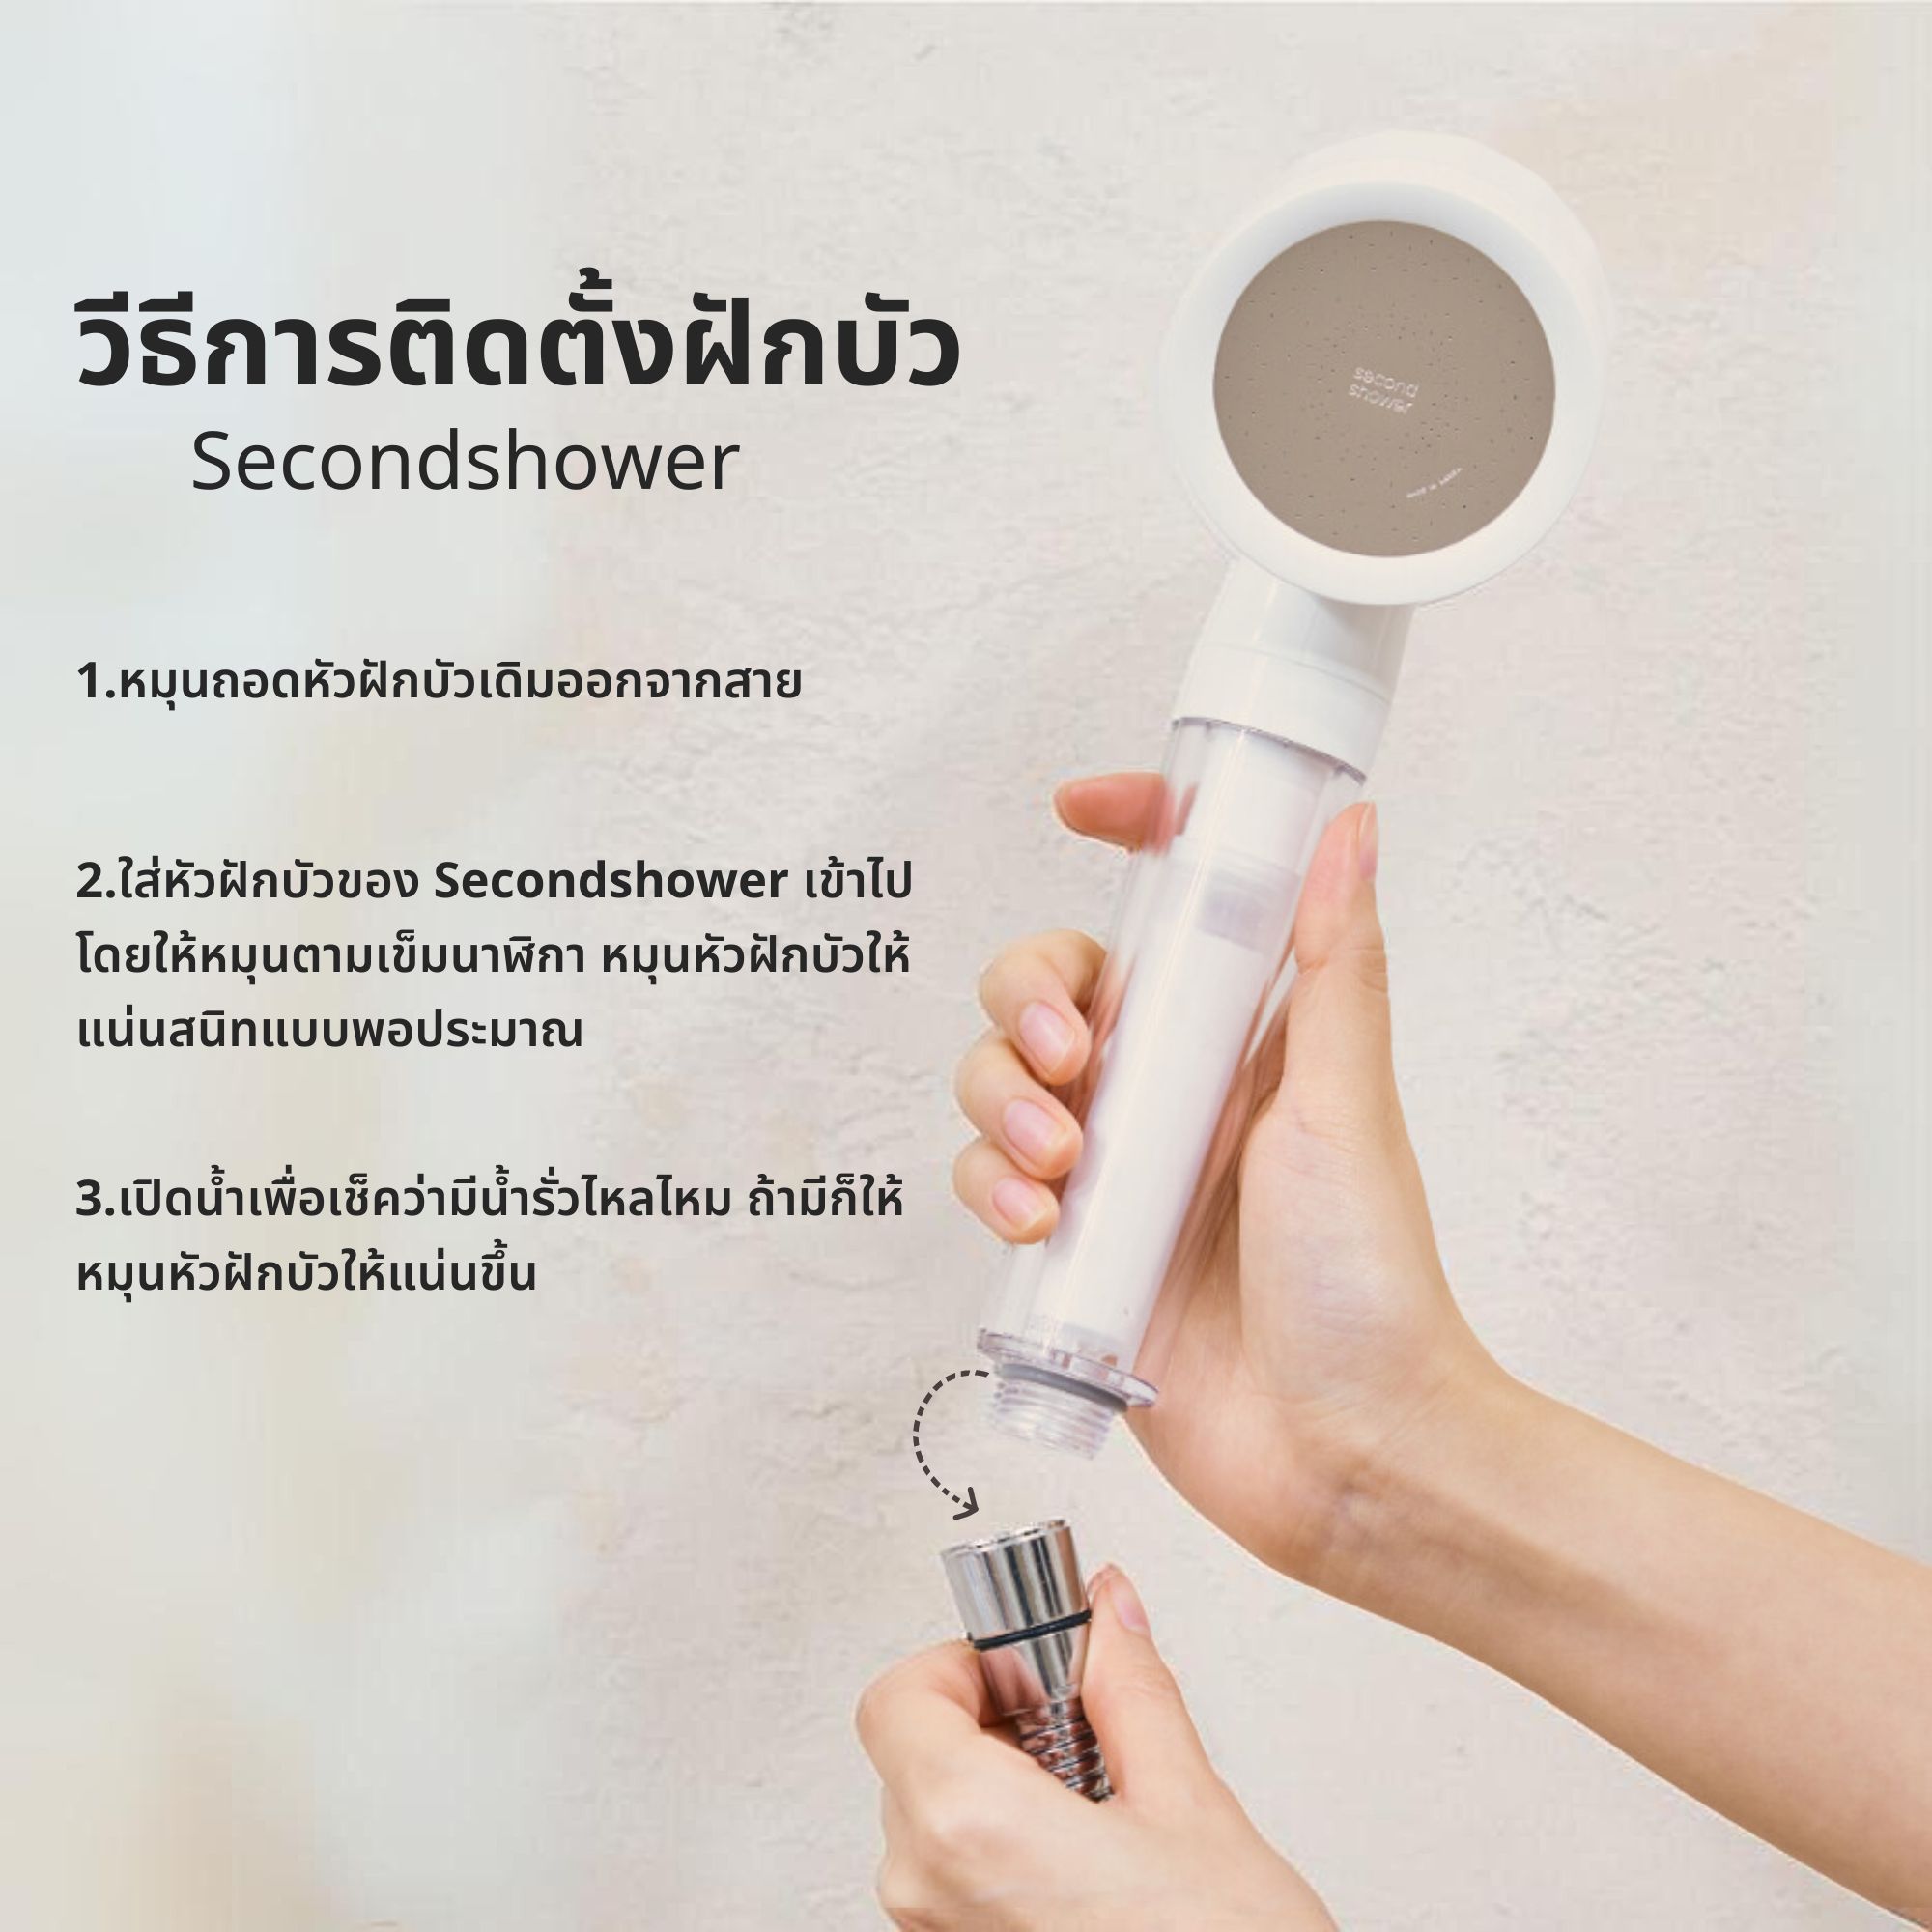 วีธีการติดตั้งฝักบัว
Secondshower
second
shower
1.หมุนถอดหัวฝักบัวเดิมออกจากสาย
2.ใส่หัวฝักบัวของ Secondshower เข้าไป
โดยให้หมุนตามเข็มนาฬิกา หมุนหัวฝักบัวให้
แน่นสนิทแบบพอประมาณ
3.เปิดน้ำเพื่อเช็คว่ามีน้ำรั่วไหลไหม ถ้ามีก็ให้
หมุนหัวฝักบัวให้แน่นขึ้น